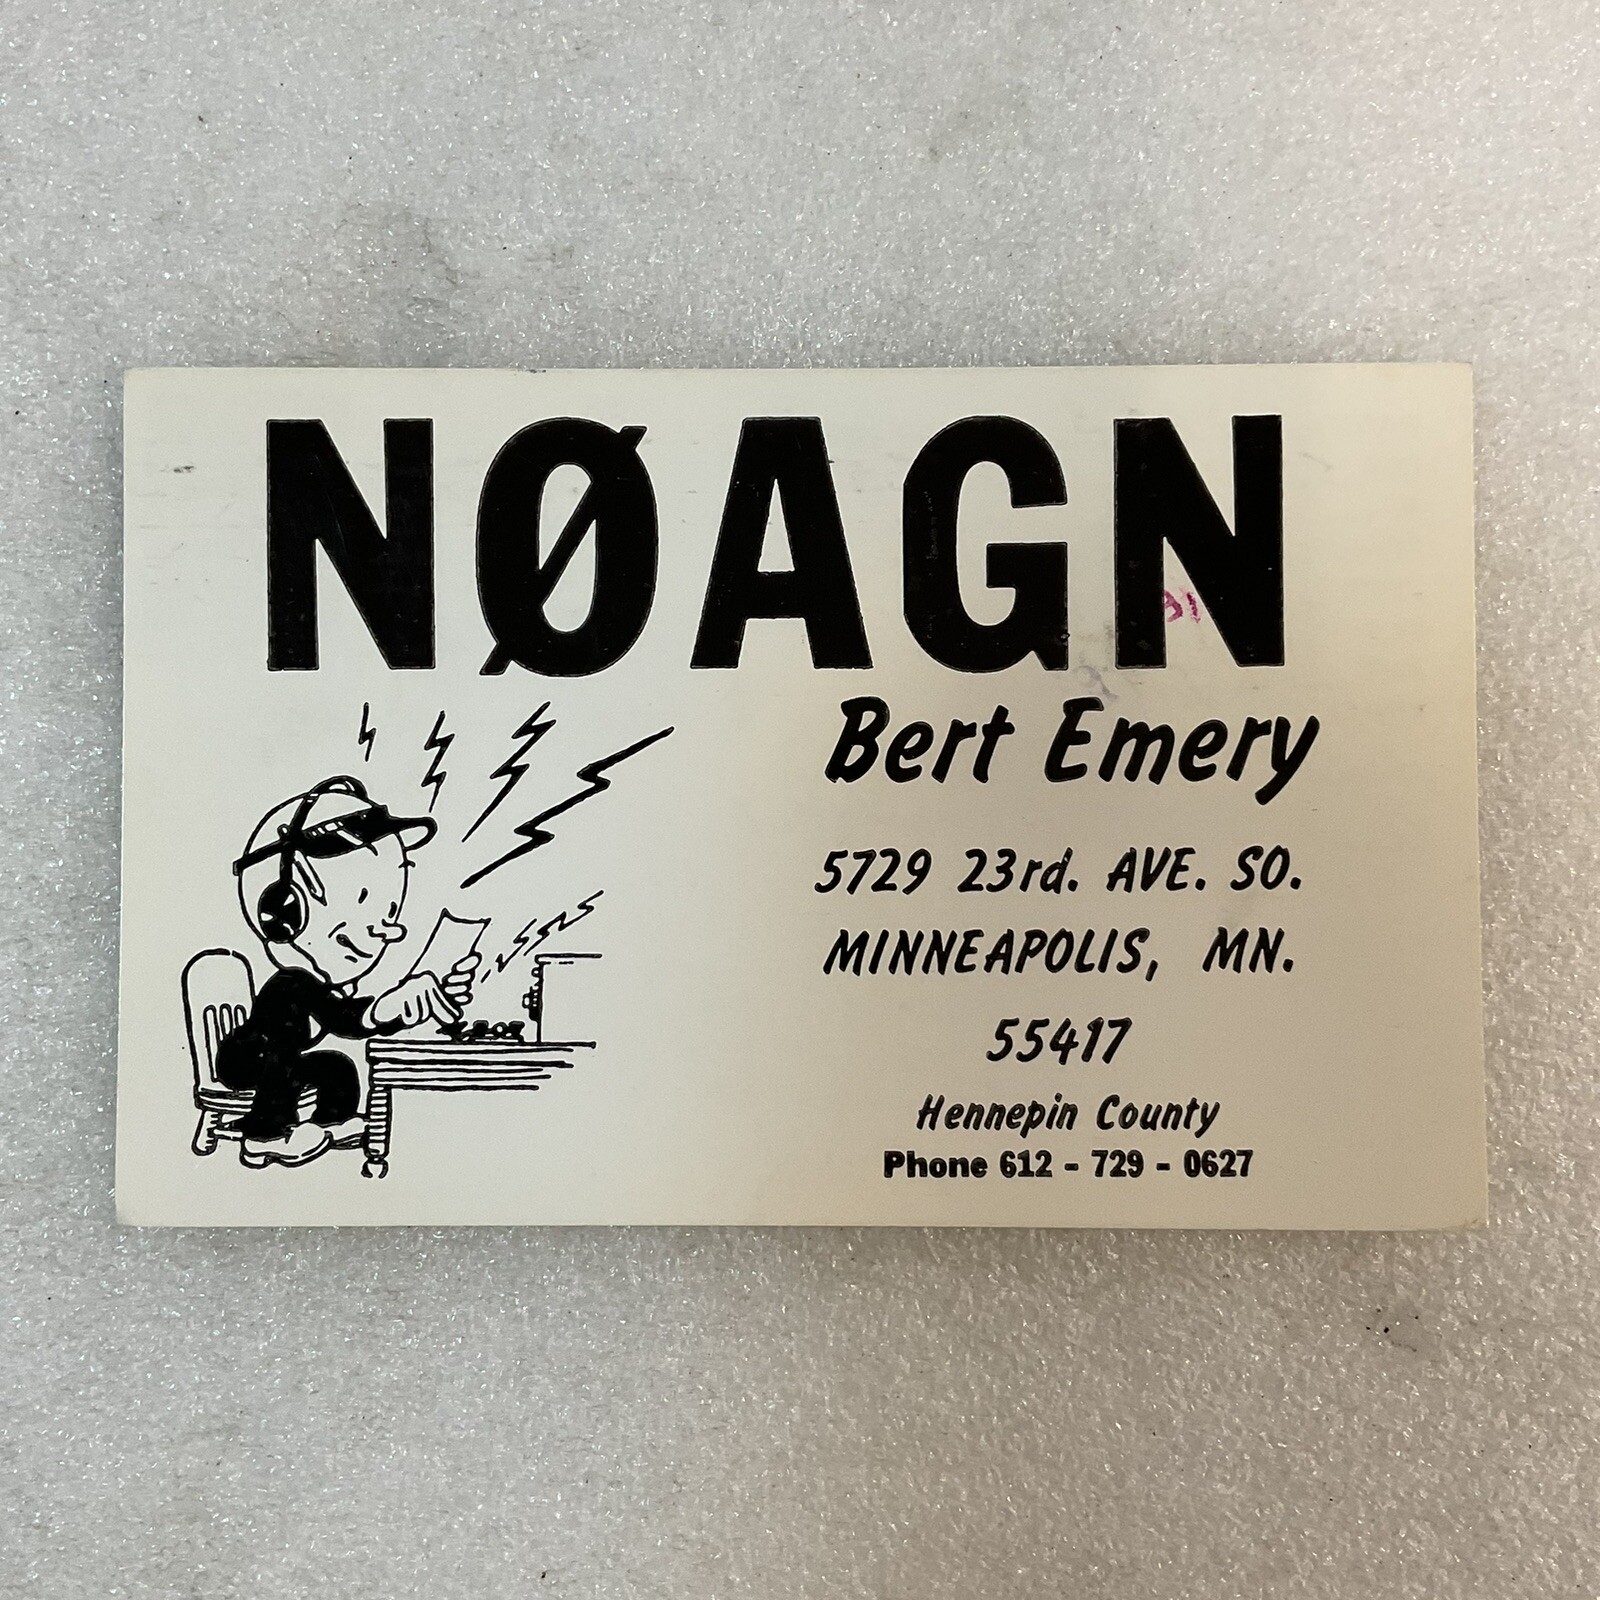 NØAGN
Bert Emery
5729 23rd. AVE. SO.
MINNEAPOLIS, MN.
55417
Hennepin County
Phone 612 - 729 - 0627